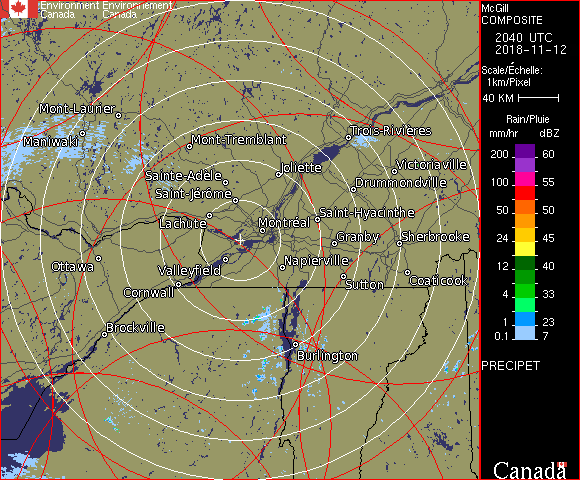 Environment Environnement
Canada Canada
McGill
COMPOSITE
2040 UTC
2018-11-12
Scale/Échelle:
1km/Pixel
40 KM
Rain/Pluie
mm/hr dBZ
200 60
100 55
50 50
24 45
12 40
4 33
1 23
0.1 7
PRECIPET
Canada
Mont-Laurier
Maniwaki
Mont-Tremblant
Trois-Rivières
Sainte-Adèle
Joliette
Victoriaville
Saint-Jérôme
Drummondville
Lachute
Montréal
Saint-Hyacinthe
Granby
Sherbrooke
Ottawa
Valleyfield
Napierville
Cornwall
Sutton
Coaticook
Brockville
Burlington